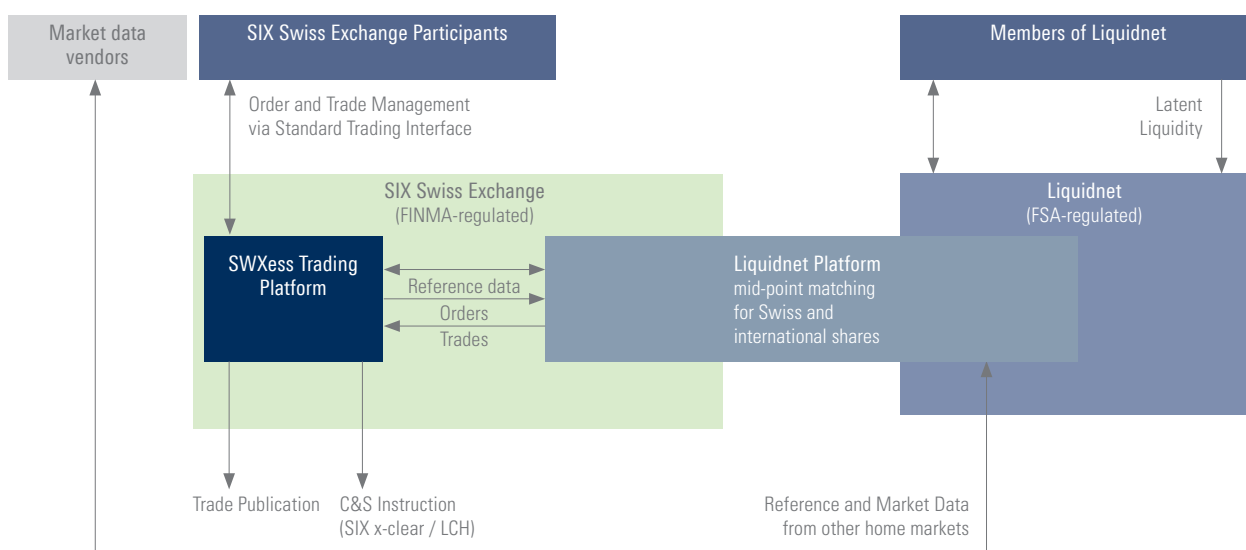 Market data
vendors
SIX Swiss Exchange Participants
Members of Liquidnet
Order and Trade Management
via Standard Trading Interface
Latent
Liquidity
SIX Swiss Exchange
(FINMA-regulated)
Liquidnet
(FSA-regulated)
SWXess Trading
Platform
Reference data
Orders
Trades
Liquidnet Platform
mid-point matching
for Swiss and
international shares
Trade Publication
C&S Instruction
(SIX x-clear / LCH)
Reference and Market Data
from other home markets